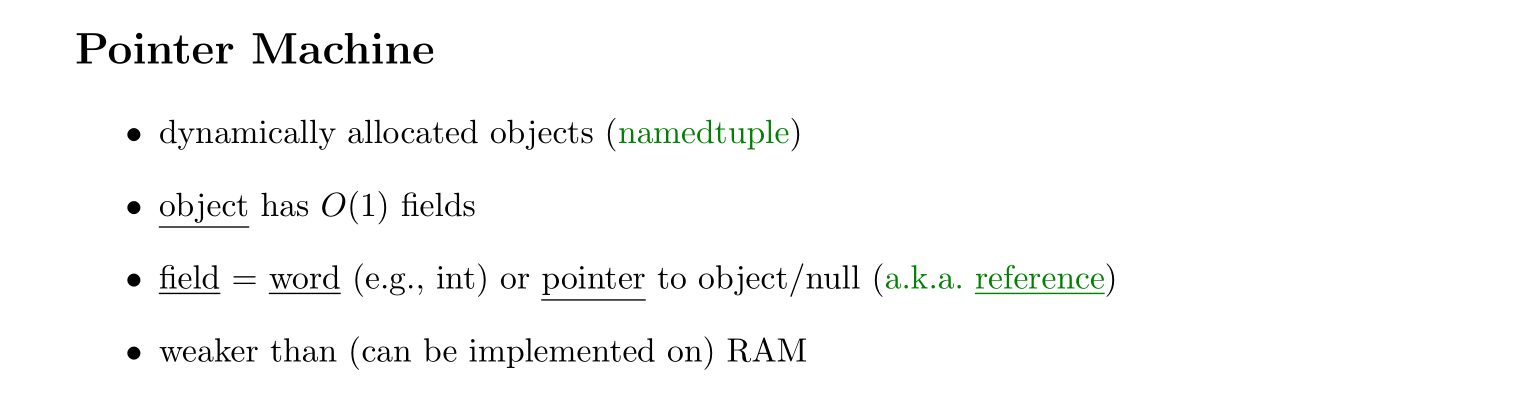 Pointer Machine
• dynamically allocated objects (namedtuple)
• object has O(1) fields
• field = word (e.g., int) or pointer to object/null (a.k.a. reference)
• weaker than (can be implemented on) RAM